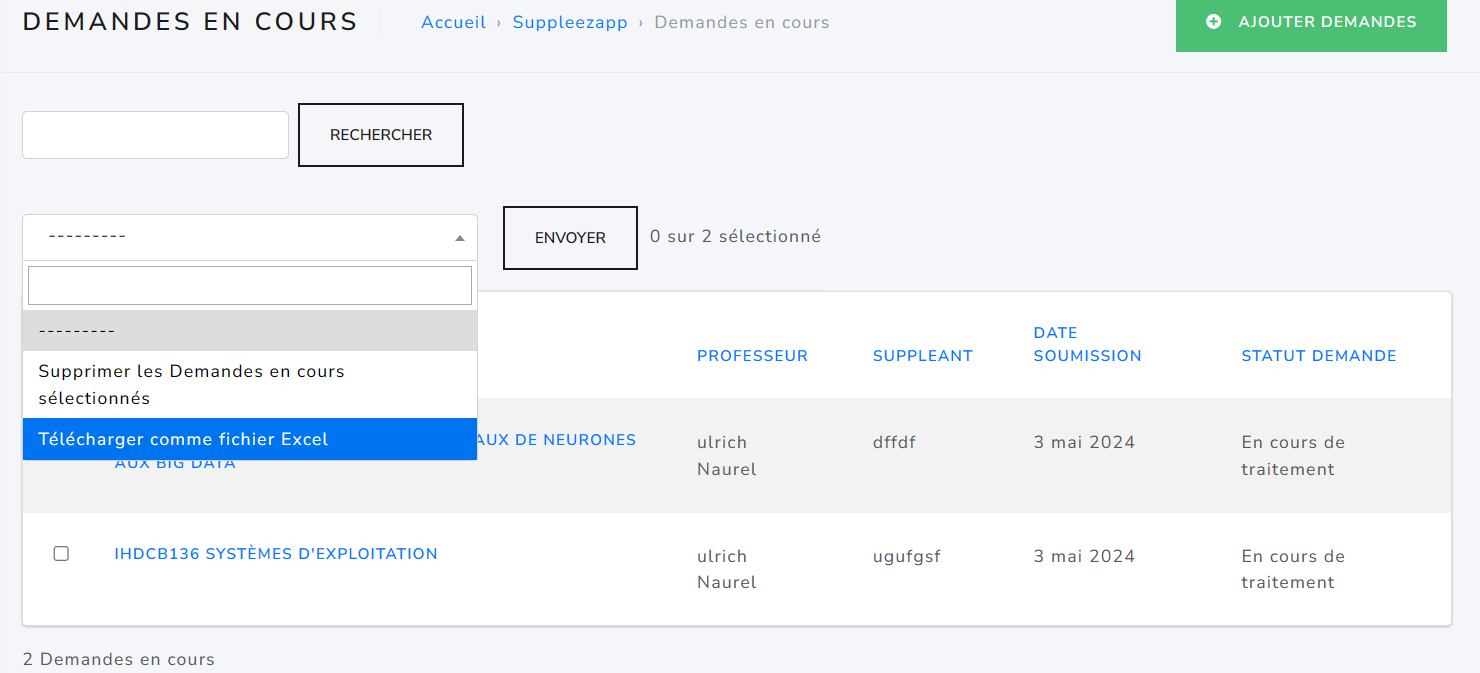 DEMANDES EN COURS
Accueil › Suppleezapp › Demandes en cours
AJOUTER DEMANDES
RECHERCHER
---------
ENVOYER
0 sur 2 sélectionné
---------
Supprimer les Demandes en cours
sélectionnés
Télécharger comme fichier Excel
PROFESSEUR
SUPPLEANT
DATE
SOUMISSION
STATUT DEMANDE
DE NEURONES
AUX BIG DATA
ulrich
Naurel
dffdf
3 mai 2024
En cours de
traitement
IHDCB136 SYSTÈMES D'EXPLOITATION
ulrich
Naurel
ugufgsf
3 mai 2024
En cours de
traitement
2 Demandes en cours